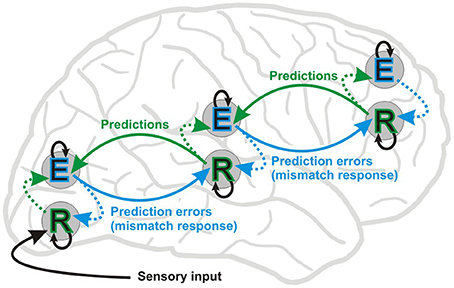 E
Predictions
E
R
Predictions
Prediction errors
(mismatch response)
E
R
Prediction errors
(mismatch response)
R
Sensory input